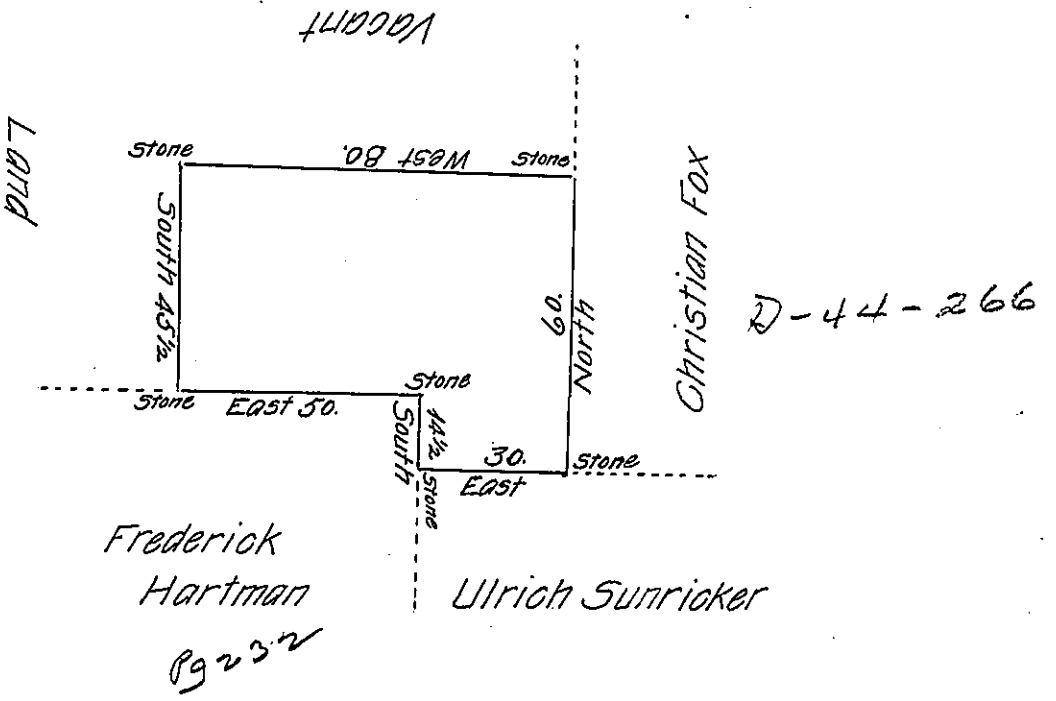 Vacant
Land
Stone
West 80.
Stone
South 45½
North
60
Christian Fox
D-44-266
Stone
East 50.
Stone
14½
South
Stone
30.
East
Stone
Frederick
Hartman
Ulrich Sunricker
Pg 232